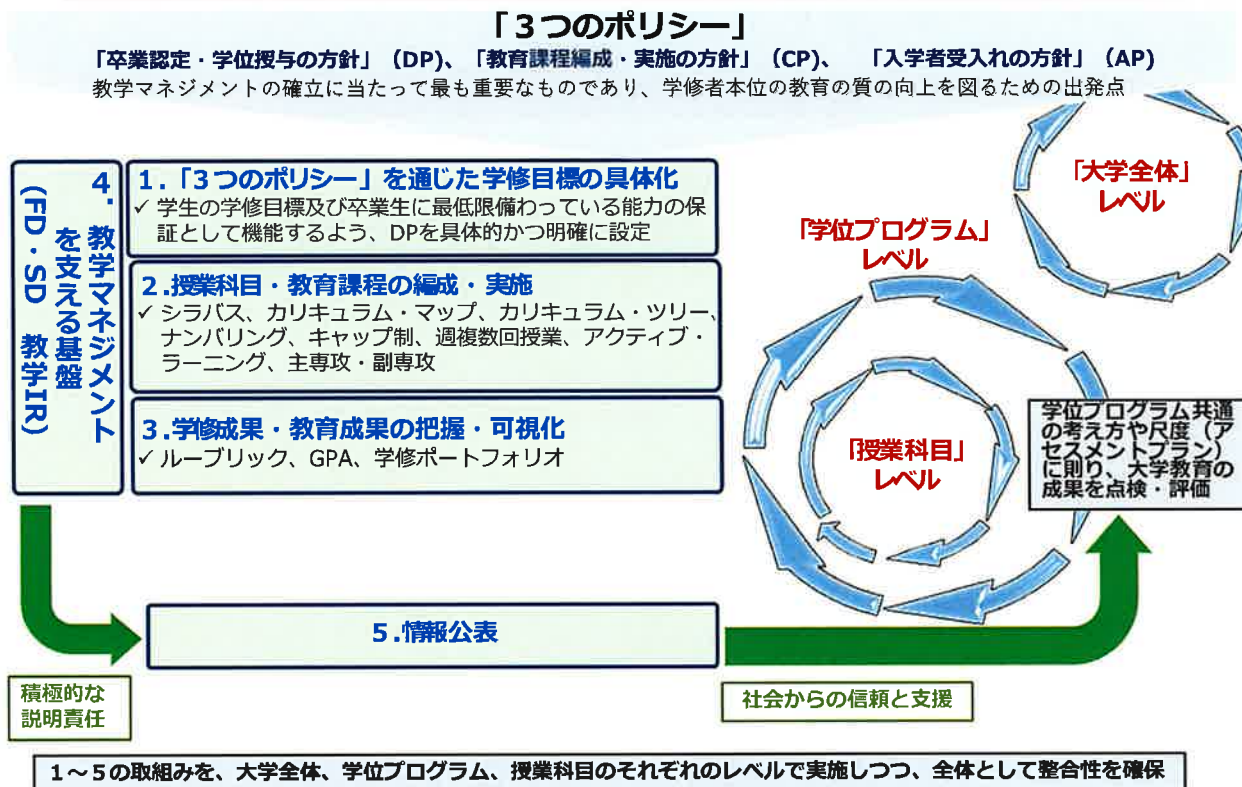 「３つのポリシー」
「卒業認定・学位授与の方針」（DP）、「教育課程編成・実施の方針」（CP）、　「入学者受入れの方針」（AP）
教学マネジメントの確立に当たって最も重要なものであり、学修者本位の教育の質の向上を図るための出発点
４．教学マネジメント
を支える基盤
（FD・SD　教学IR）
１．「３つのポリシー」を通じた学修目標の具体化
✓ 学生の学修目標及び卒業生に最低限備わっている能力の保
証として機能するよう、DPを具体的かつ明確に設定
２.授業科目・教育課程の編成・実施
✓ シラバス、カリキュラム・マップ、カリキュラム・ツリー、
ナンバリング、キャップ制、週複数回授業、アクティブ・
ラーニング、主専攻・副専攻
３.学修成果・教育成果の把握・可視化
✓ ルーブリック、GPA、学修ポートフォリオ
「大学全体」
レベル
「学位プログラム」
レベル
「授業科目」
レベル
学位プログラム共通
の考え方や尺度（ア
セスメントプラン）
に則り、大学教育の
成果を点検・評価
５.情報公表
積極的な
説明責任
社会からの信頼と支援
１～５の取組みを、大学全体、学位プログラム、授業科目のそれぞれのレベルで実施しつつ、全体として整合性を確保